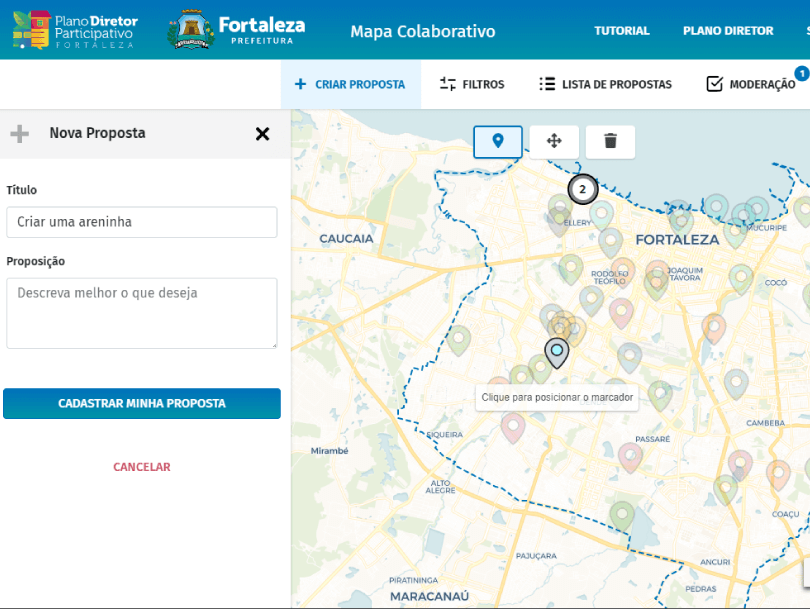 Plano Diretor
Participativo
FORTALEZA
Fortaleza
PREFEITURA
Mapa Colaborativo
TUTORIAL
PLANO DIRETOR
CRIAR PROPOSTA
FILTROS
LISTA DE PROPOSTAS
MODERAÇÃO
1
Nova Proposta
Título
Criar uma areninha
Proposição
Descreva melhor o que deseja
CADASTRAR MINHA PROPOSTA
CANCELAR
2
CAUCAIA
ELLERY
FORTALEZA
MUCURIPE
RODOLFO
TEÓFILO
JOAQUIM
TÁVORA
COCÓ
Clique para posicionar o marcador
CAMBEBA
SIQUEIRA
PASSARÉ
Mirambé
ALTO
ALEGRE
COAÇU
PAJUÇARA
ANCURI
PIRATININGA
PEDRAS
MARACANAÚ